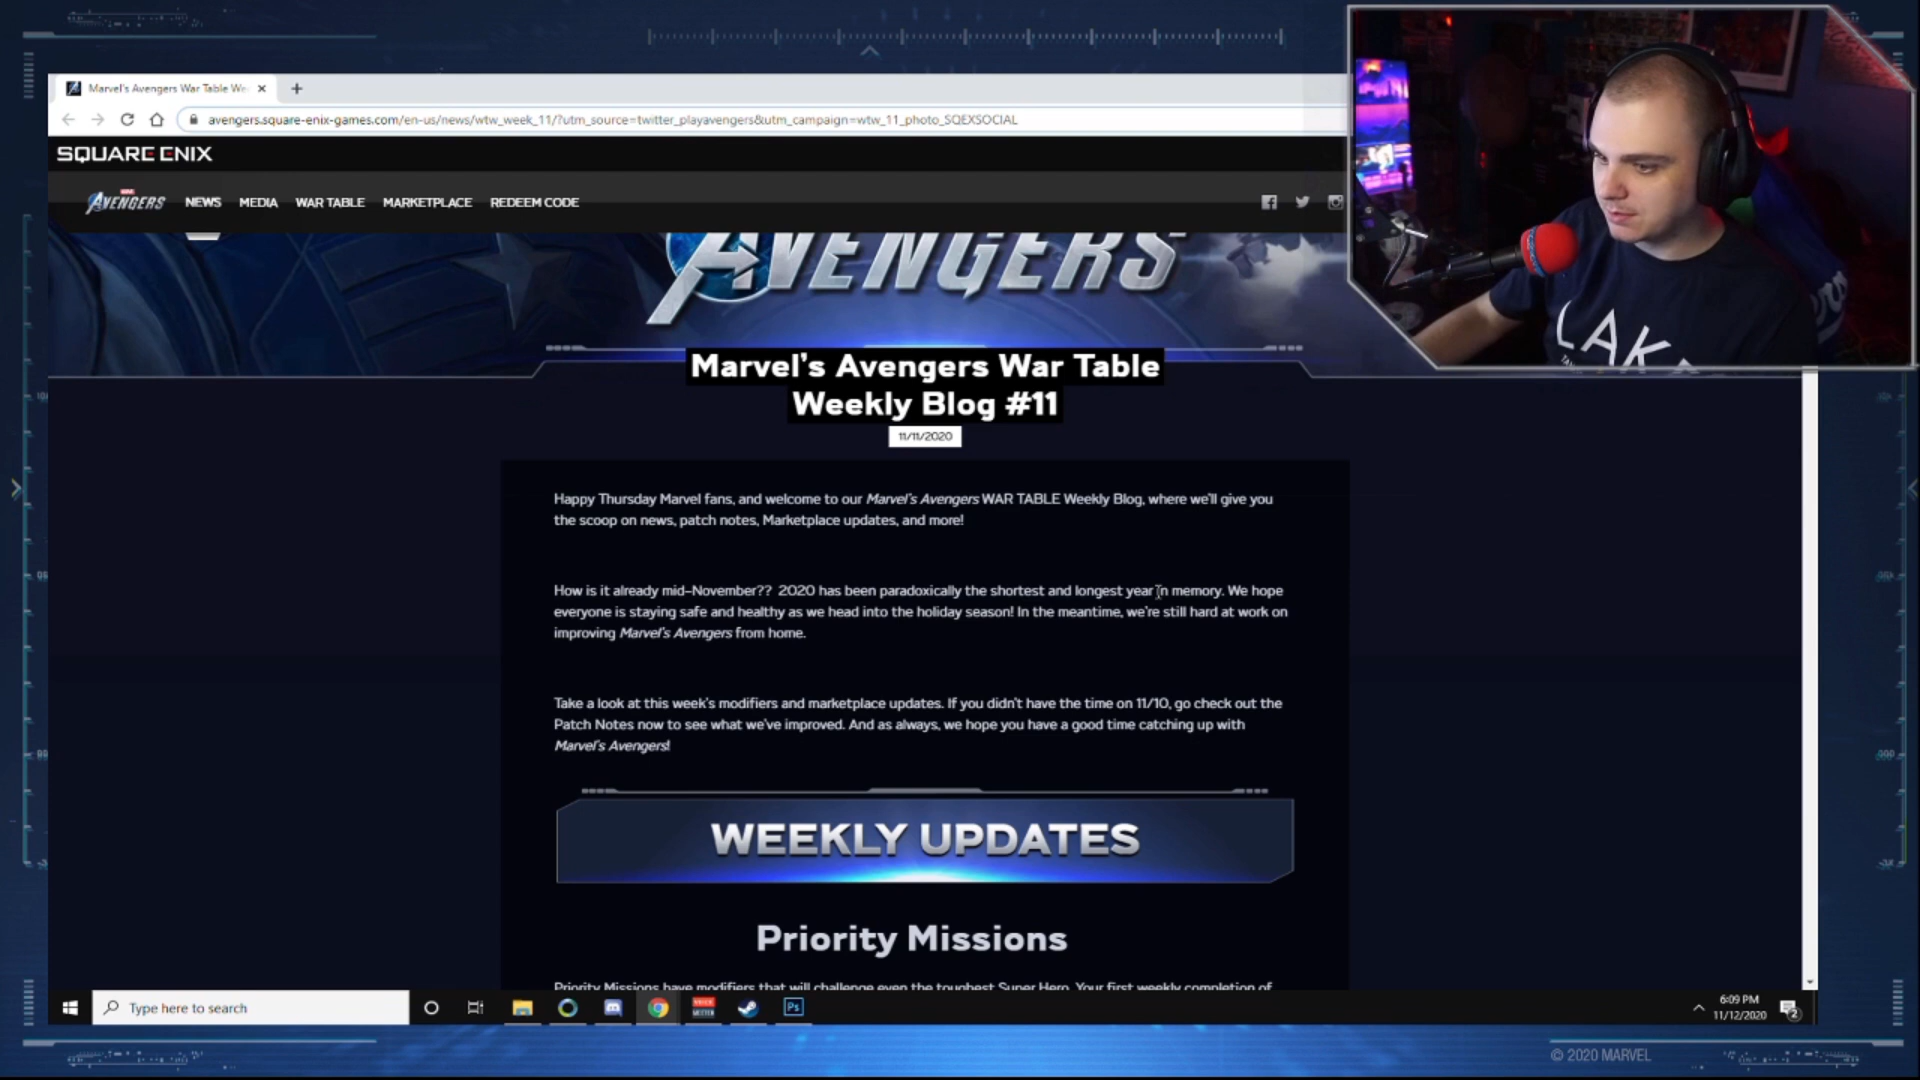 Marvel's Avengers War Table We
avengers.square-enix-games.com/en-us/news/wtw_week_11/?utm_source=twitter_playavengers&utm_campaign=wtw_11_photo_SQEXSOCIAL
SQUARE ENIX
AVENGERS NEWS MEDIA WAR TABLE MARKETPLACE REDEEM CODE
AVENGERS
Marvel's Avengers War Table
Weekly Blog #11
11/11/2020
Happy Thursday Marvel fans, and welcome to our Marvel's Avengers WAR TABLE Weekly Blog, where we'll give you
the scoop on news, patch notes, Marketplace updates, and more!
How is it already mid-November?? 2020 has been paradoxically the shortest and longest year in memory. We hope
everyone is staying safe and healthy as we head into the holiday season! In the meantime, we're still hard at work on
improving Marvel's Avengers from home.
Take a look at this week's modifiers and marketplace updates. If you didn't have the time on 11/10, go check out the
Patch Notes now to see what we've improved. And as always, we hope you have a good time catching up with
Marvel's Avengers!
WEEKLY UPDATES
Priority Missions
Priority Missions have modifiers that will challenge even the toughest Super Hero. Your first weekly completion of
Type here to search
Ps
6:09 PM
11/12/2020
2
© 2020 MARVEL
LAK